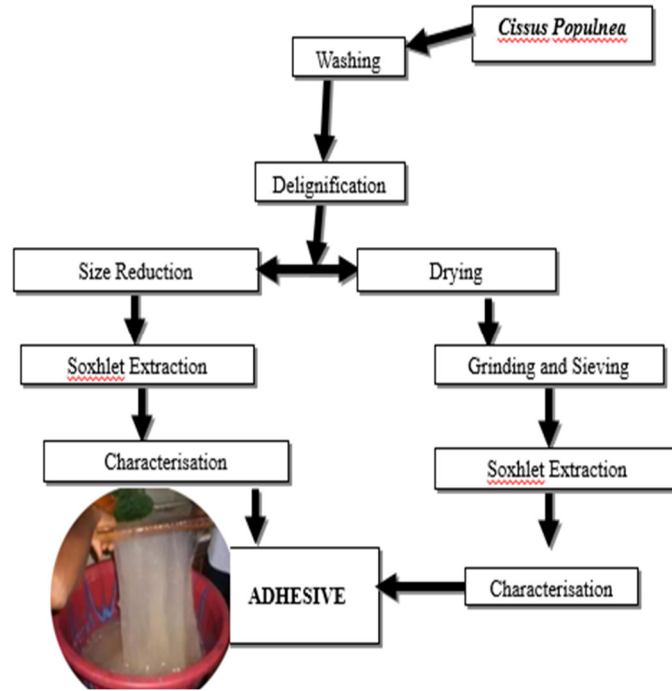 Cissus Populnea
Washing
Delignification
Size Reduction
Drying
Soxhlet Extraction
Grinding and Sieving
Characterisation
Soxhlet Extraction
ADHESIVE
Characterisation